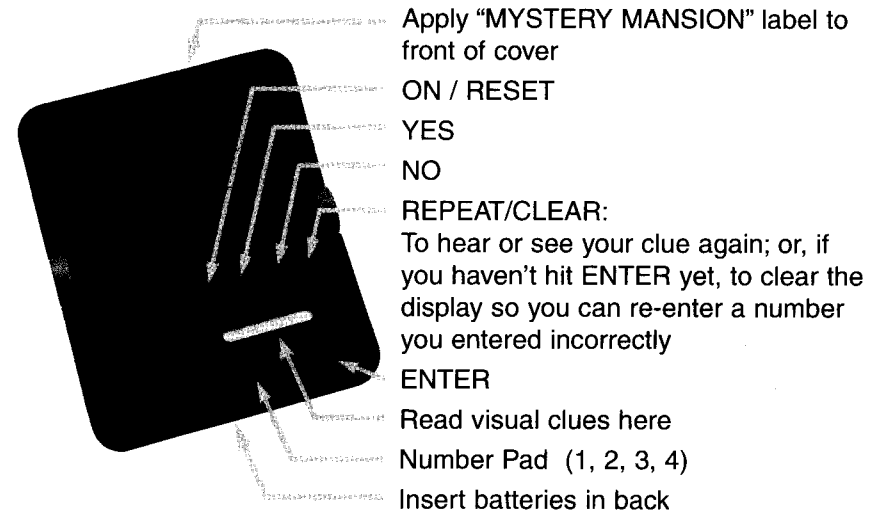 Apply “MYSTERY MANSION” label to
front of cover
ON / RESET
YES
NO
REPEAT/CLEAR:
To hear or see your clue again; or, if
you haven't hit ENTER yet, to clear the
display so you can re-enter a number
you entered incorrectly
ENTER
Read visual clues here
Number Pad (1, 2, 3, 4)
Insert batteries in back